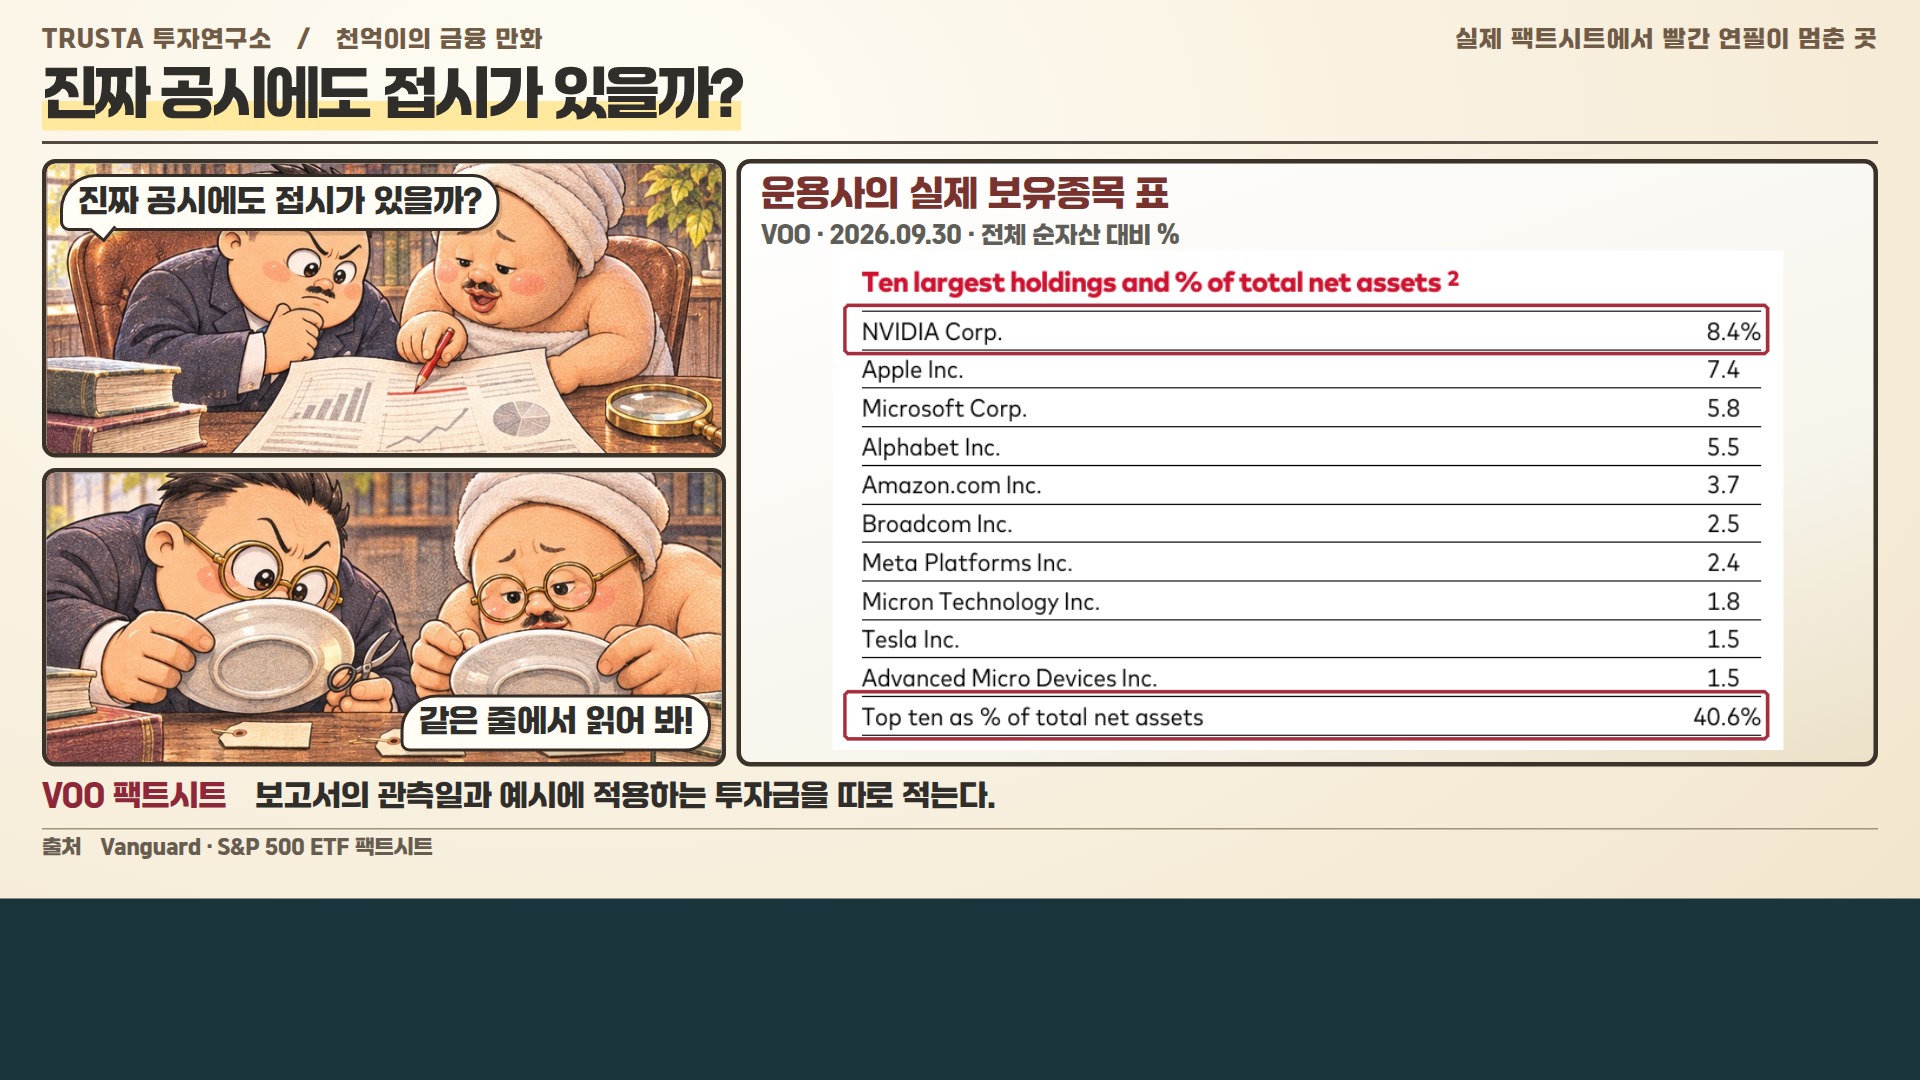 TRUSTA 투자연구소 / 천억이의 금융 만화
실제 팩트시트에서 빨간 연필이 멈춘 곳
진짜 공시에도 접시가 있을까?
진짜 공시에도 접시가 있을까?
같은 줄에서 읽어 봐!
운용사의 실제 보유종목 표
VOO · 2026.09.30 · 전체 순자산 대비 %
Ten largest holdings and % of total net assets 2
NVIDIA Corp. 8.4%
Apple Inc. 7.4
Microsoft Corp. 5.8
Alphabet Inc. 5.5
Amazon.com Inc. 3.7
Broadcom Inc. 2.5
Meta Platforms Inc. 2.4
Micron Technology Inc. 1.8
Tesla Inc. 1.5
Advanced Micro Devices Inc. 1.5
Top ten as % of total net assets 40.6%
VOO 팩트시트 보고서의 관측일과 예시에 적용하는 투자금을 따로 적는다.
출처 Vanguard · S&P 500 ETF 팩트시트